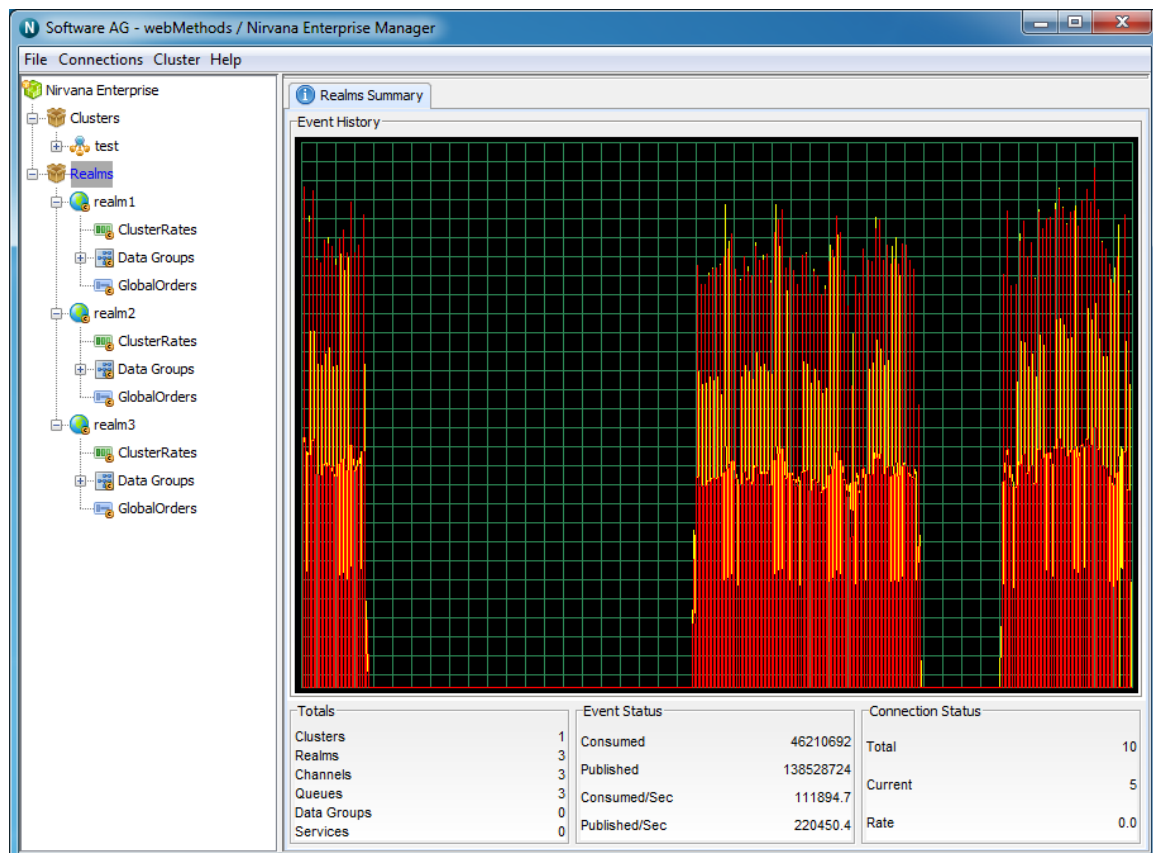 Software AG - webMethods / Nirvana Enterprise Manager
File Connections Cluster Help
Nirvana Enterprise
Clusters
test
Realms
realm1
ClusterRates
Data Groups
GlobalOrders
realm2
ClusterRates
Data Groups
GlobalOrders
realm3
ClusterRates
Data Groups
GlobalOrders
Realms Summary
Event History
Totals
Clusters 1
Realms 3
Channels 3
Queues 3
Data Groups 0
Services 0
Event Status
Consumed 46210692
Published 138528724
Consumed/Sec 111894.7
Published/Sec 220450.4
Connection Status
Total 10
Current 5
Rate 0.0